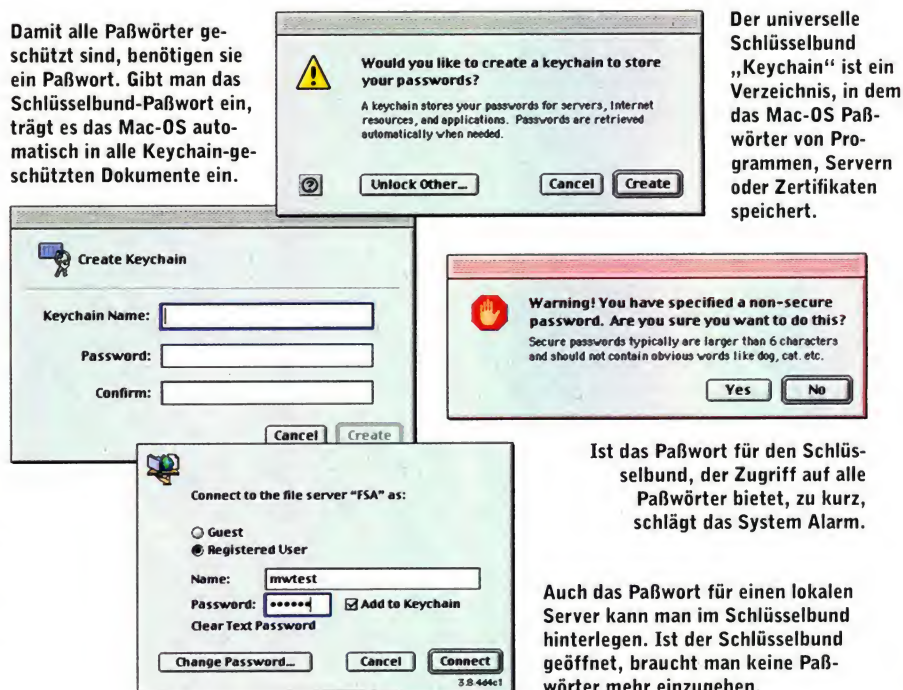 Damit alle Paßwörter ge-
schützt sind, benötigen sie
ein Paßwort. Gibt man das
Schlüsselbund-Paßwort ein,
trägt es das Mac-OS auto-
matisch in alle Keychain-ge-
schützten Dokumente ein.
Would you like to create a keychain to store
your passwords?
A keychain stores your passwords for servers, Internet
resources, and applications. Passwords are retrieved
automatically when needed.
?
Unlock Other...
Cancel
Create
Der universelle
Schlüsselbund
„Keychain“ ist ein
Verzeichnis, in dem
das Mac-OS Paß-
wörter von Pro-
grammen, Servern
oder Zertifikaten
speichert.
Create Keychain
Keychain Name:
Password:
Confirm:
Cancel
Create
Warning! You have specified a non-secure
password. Are you sure you want to do this?
Secure passwords typically are larger than 6 characters
and should not contain obvious words like dog, cat. etc.
Yes
No
Ist das Paßwort für den Schlüs-
selbund, der Zugriff auf alle
Paßwörter bietet, zu kurz,
schlägt das System Alarm.
Connect to the file server "FSA" as:
Guest
Registered User
Name: mwtest
Password: •••••• Add to Keychain
Clear Text Password
Change Password...
Cancel
Connect
Auch das Paßwort für einen lokalen
Server kann man im Schlüsselbund
hinterlegen. Ist der Schlüsselbund
geöffnet, braucht man keine Paß-
wörter mehr einzugeben